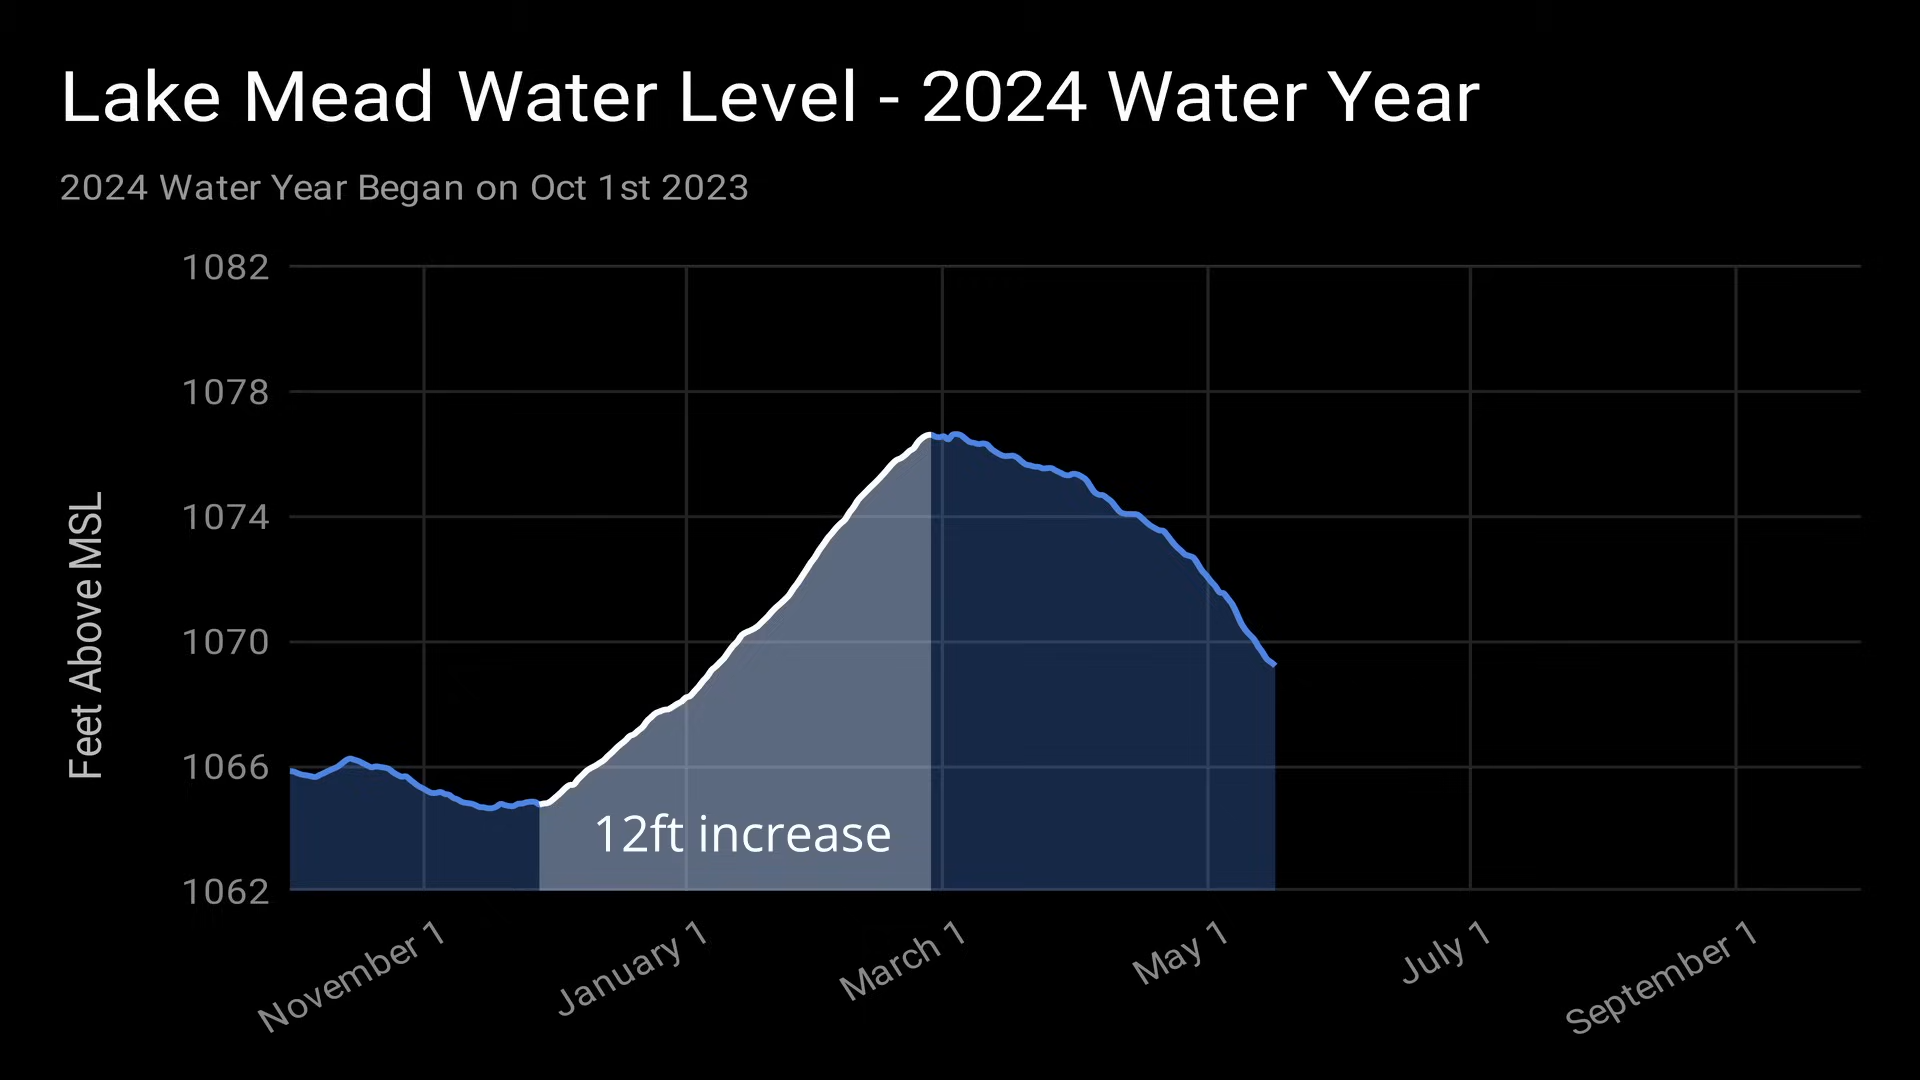 Lake Mead Water Level - 2024 Water Year
2024 Water Year Began on Oct 1st 2023
Feet Above MSL
1082
1078
1074
1070
1066
1062
12ft increase
November 1
January 1
March 1
May 1
July 1
September 1